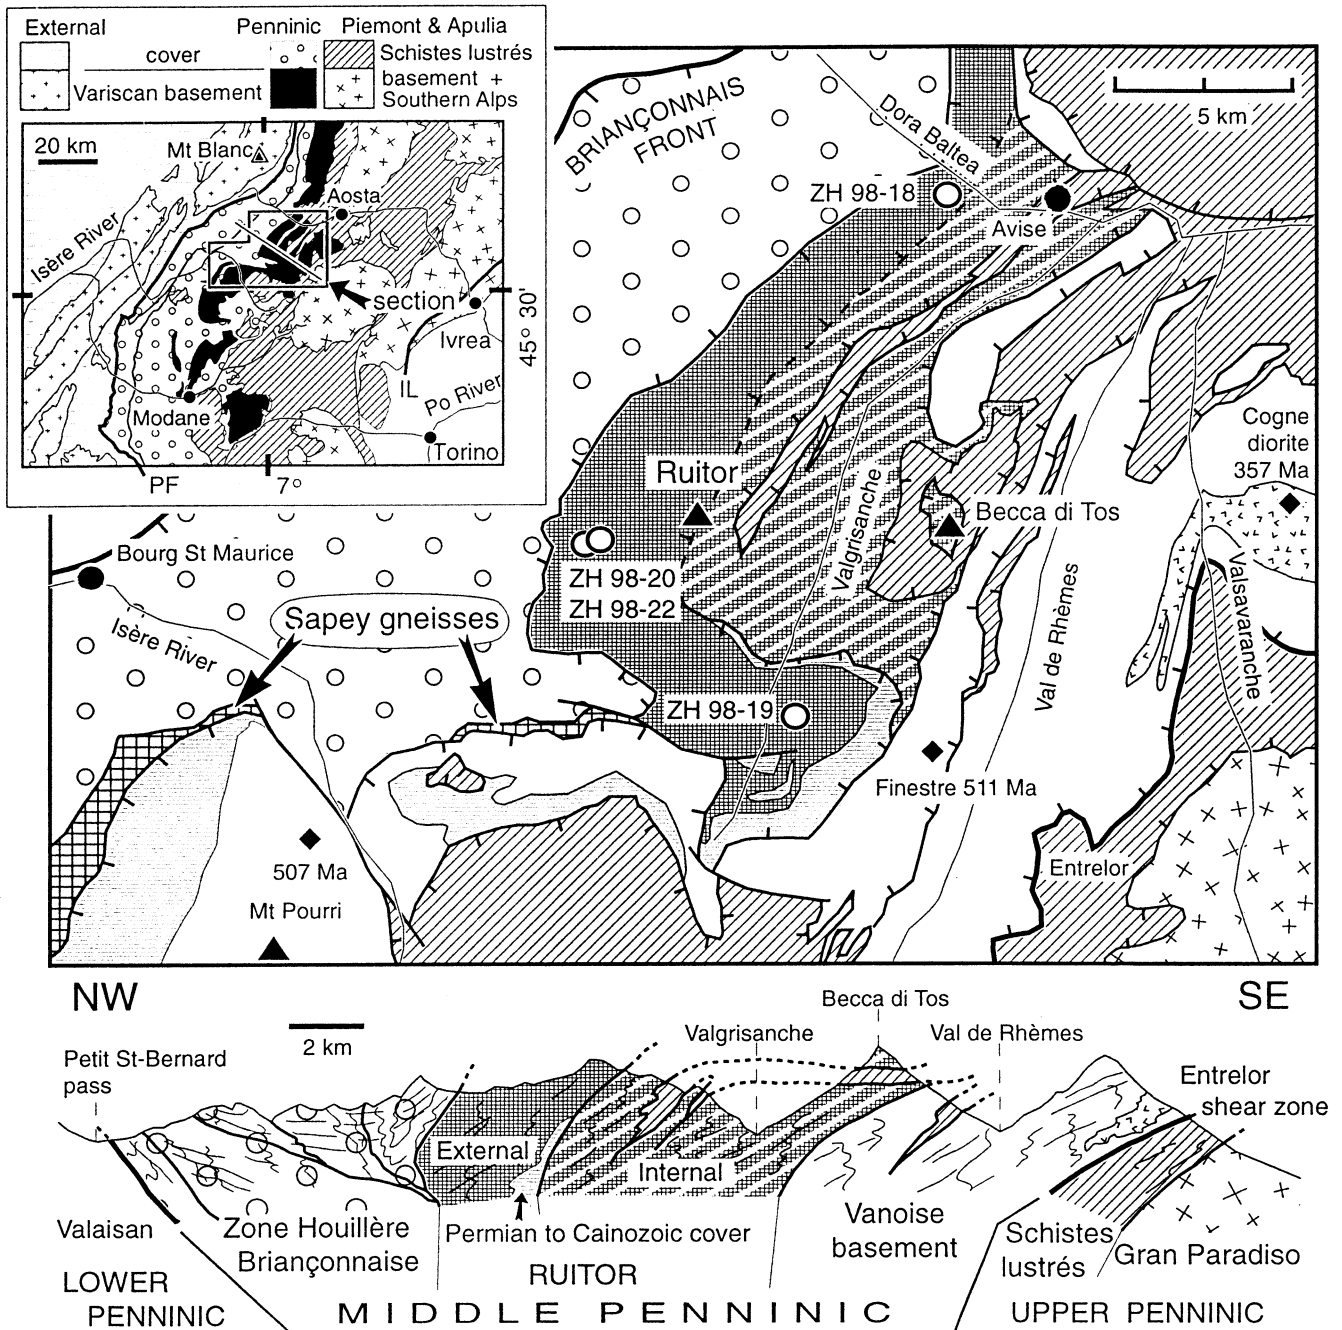 External
Penninic
Piemont & Apulia
cover
Schistes lustrés
Variscan basement
basement +
Southern Alps
20 km
Mt Blanc
Aosta
Isère River
section
Ivrea
IL
Po River
Modane
Torino
PF
7°
45° 30'
BRIANÇONNAIS
FRONT
Dora Baltea
5 km
ZH 98-18
Avise
Cogne
diorite
357 Ma
Ruitor
Becca di Tos
Valgrisanche
Bourg St Maurice
ZH 98-20
ZH 98-22
Sapey gneisses
Isère River
Val de Rhèmes
Valsavaranche
ZH 98-19
Finestre 511 Ma
507 Ma
Entrelor
Mt Pourri
NW
SE
Becca di Tos
2 km
Valgrisanche
Val de Rhèmes
Petit St-Bernard
pass
Entrelor
shear zone
External
Internal
Valaisan
Zone Houillère
Briançonnaise
Permian to Cainozoic cover
Vanoise
basement
Schistes
lustrés
Gran Paradiso
LOWER
PENNINIC
RUITOR
MIDDLE PENNINIC
UPPER PENNINIC